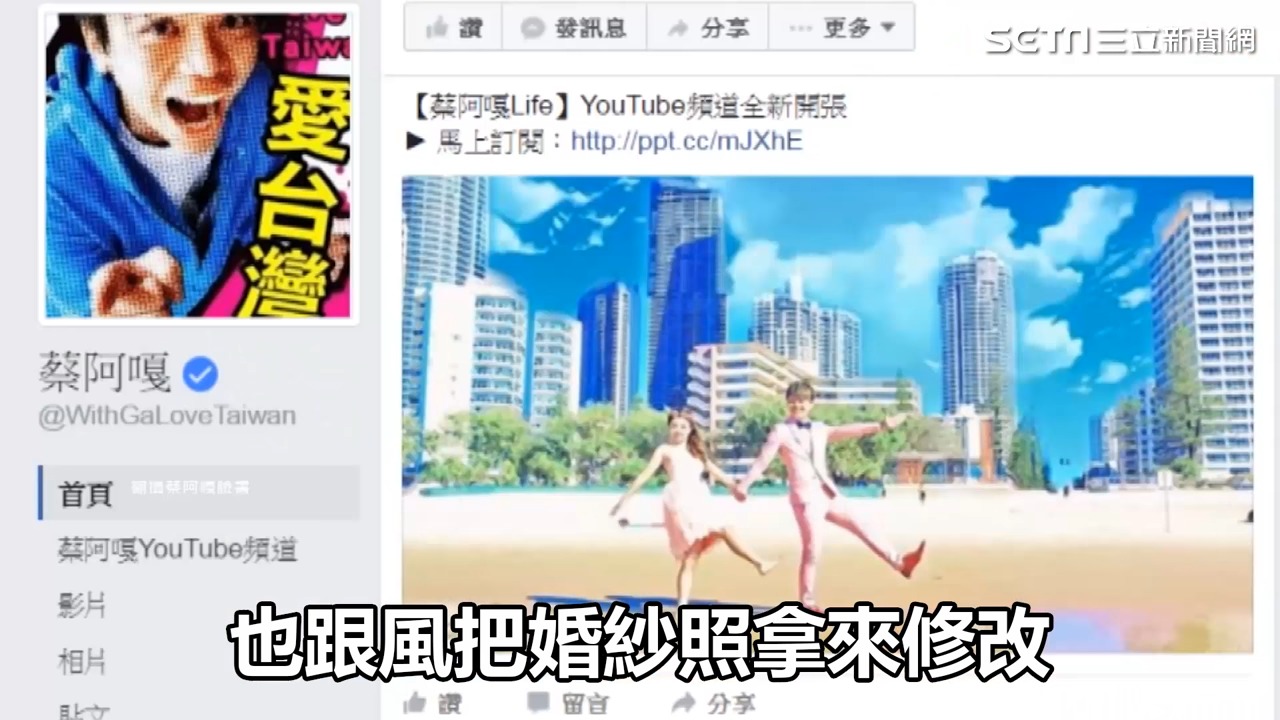 Taiwa
愛台灣
讚 發訊息 分享 更多
SETN三立新聞網
【蔡阿嘎Life】YouTube頻道全新開張
► 馬上訂閱：http://ppt.cc/mJXhE
蔡阿嘎
@WithGaLoveTaiwan
首頁
蔡阿嘎YouTube頻道
影片
相片
貼文
也跟風把婚紗照拿來修改
讚 留言 分享